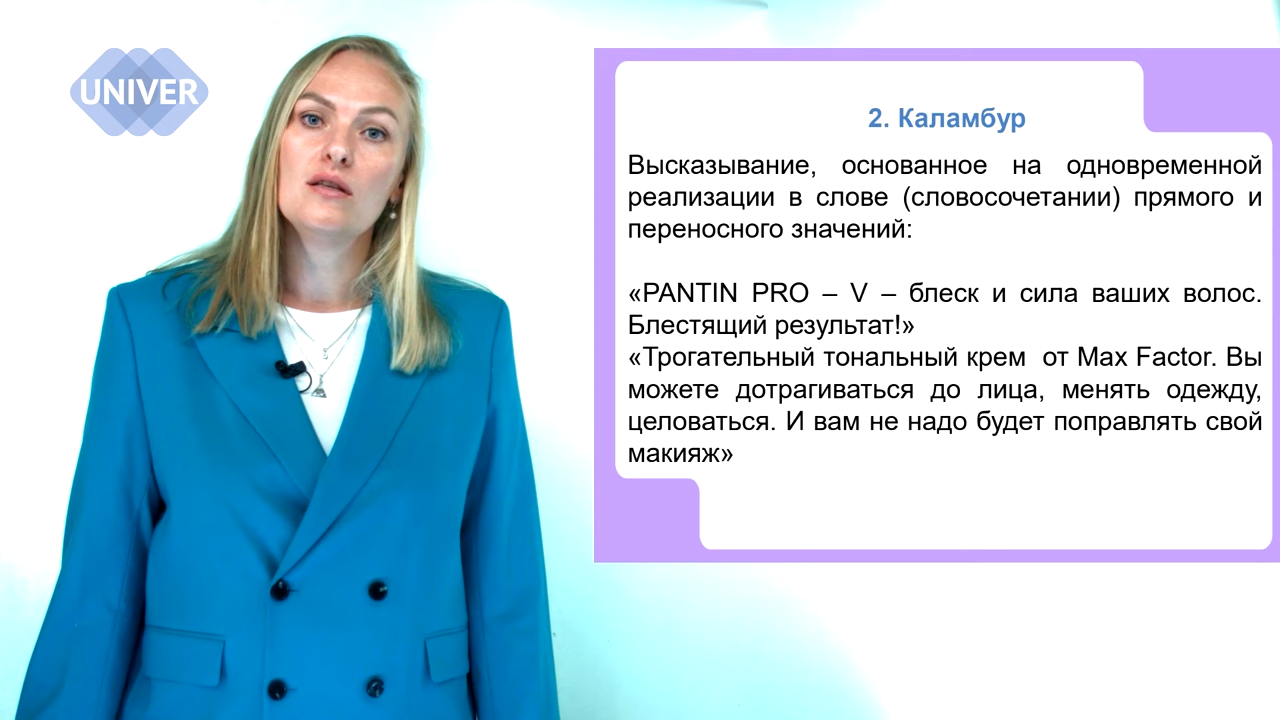 UNIVER
2. Каламбур
Высказывание, основанное на одновременной
реализации в слове (словосочетании) прямого и
переносного значений:
«PANTIN PRO – V – блеск и сила ваших волос.
Блестящий результат!»
«Трогательный тональный крем от Max Factor. Вы
можете дотрагиваться до лица, менять одежду,
целоваться. И вам не надо будет поправлять свой
макияж»